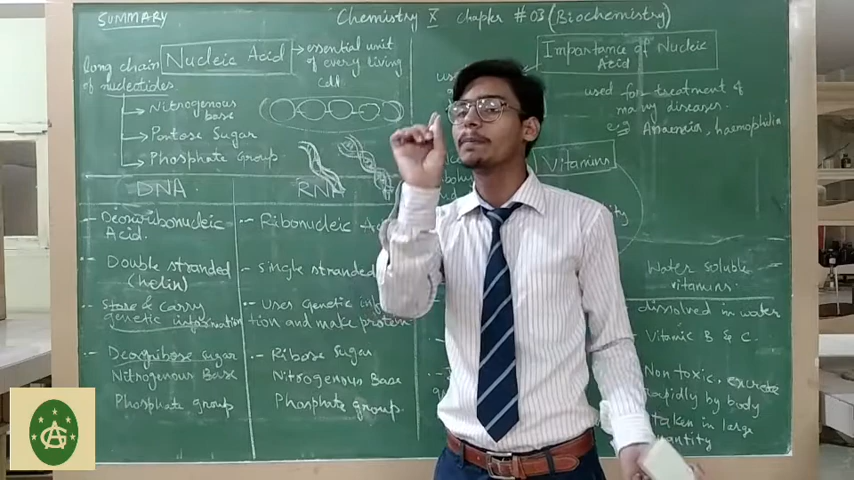 SUMMARY
Chemistry X chapter #03 (Biochemistry)
long chain
of nucleotides
Nucleic Acid
essential unit
of every living
cell
Nitrogenous
base
Pentose Sugar
Phosphate group
DNA
RNA
Deoxyribonucleic
Acid
Ribonucleic
Double stranded
(helix)
Single stranded
Store & carry
genetic information
Uses Genetic
tion and make protein
Deoxyribose Sugar
Nitrogenous Base
Phosphate group
Ribose Sugar
Nitrogenous Base
Phosphate group
Importance of Nucleic
Acid
used for treatment of
many diseases.
Anaemia, haemophilia
Vitamins
Water soluble
vitamins
dissolved in water
Vitamic B & C
Non toxic, excrete
rapidly by body
taken in large
quantity
CA